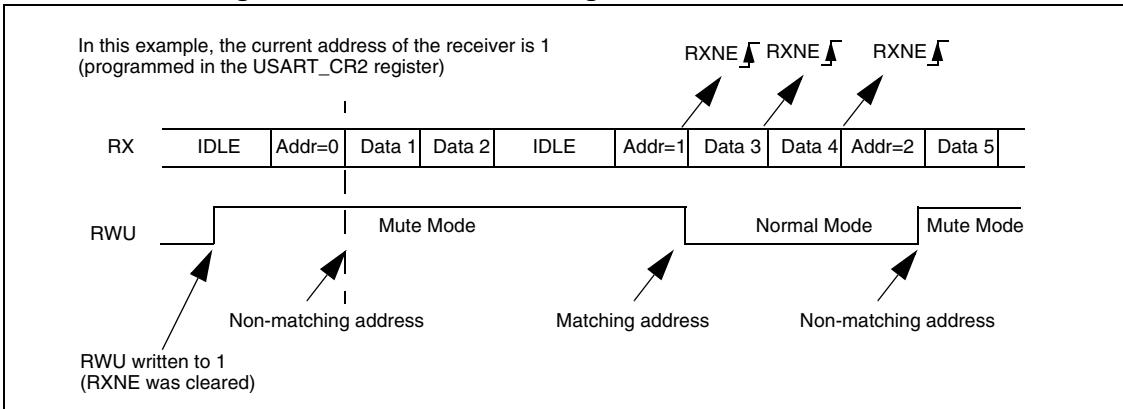 In this example, the current address of the receiver is 1
(programmed in the USART_CR2 register)
RXNE RXNE RXNE
RX IDLE Addr=0 Data 1 Data 2 IDLE Addr=1 Data 3 Data 4 Addr=2 Data 5
RWU Mute Mode Normal Mode Mute Mode
Non-matching address Matching address Non-matching address
RWU written to 1
(RXNE was cleared)